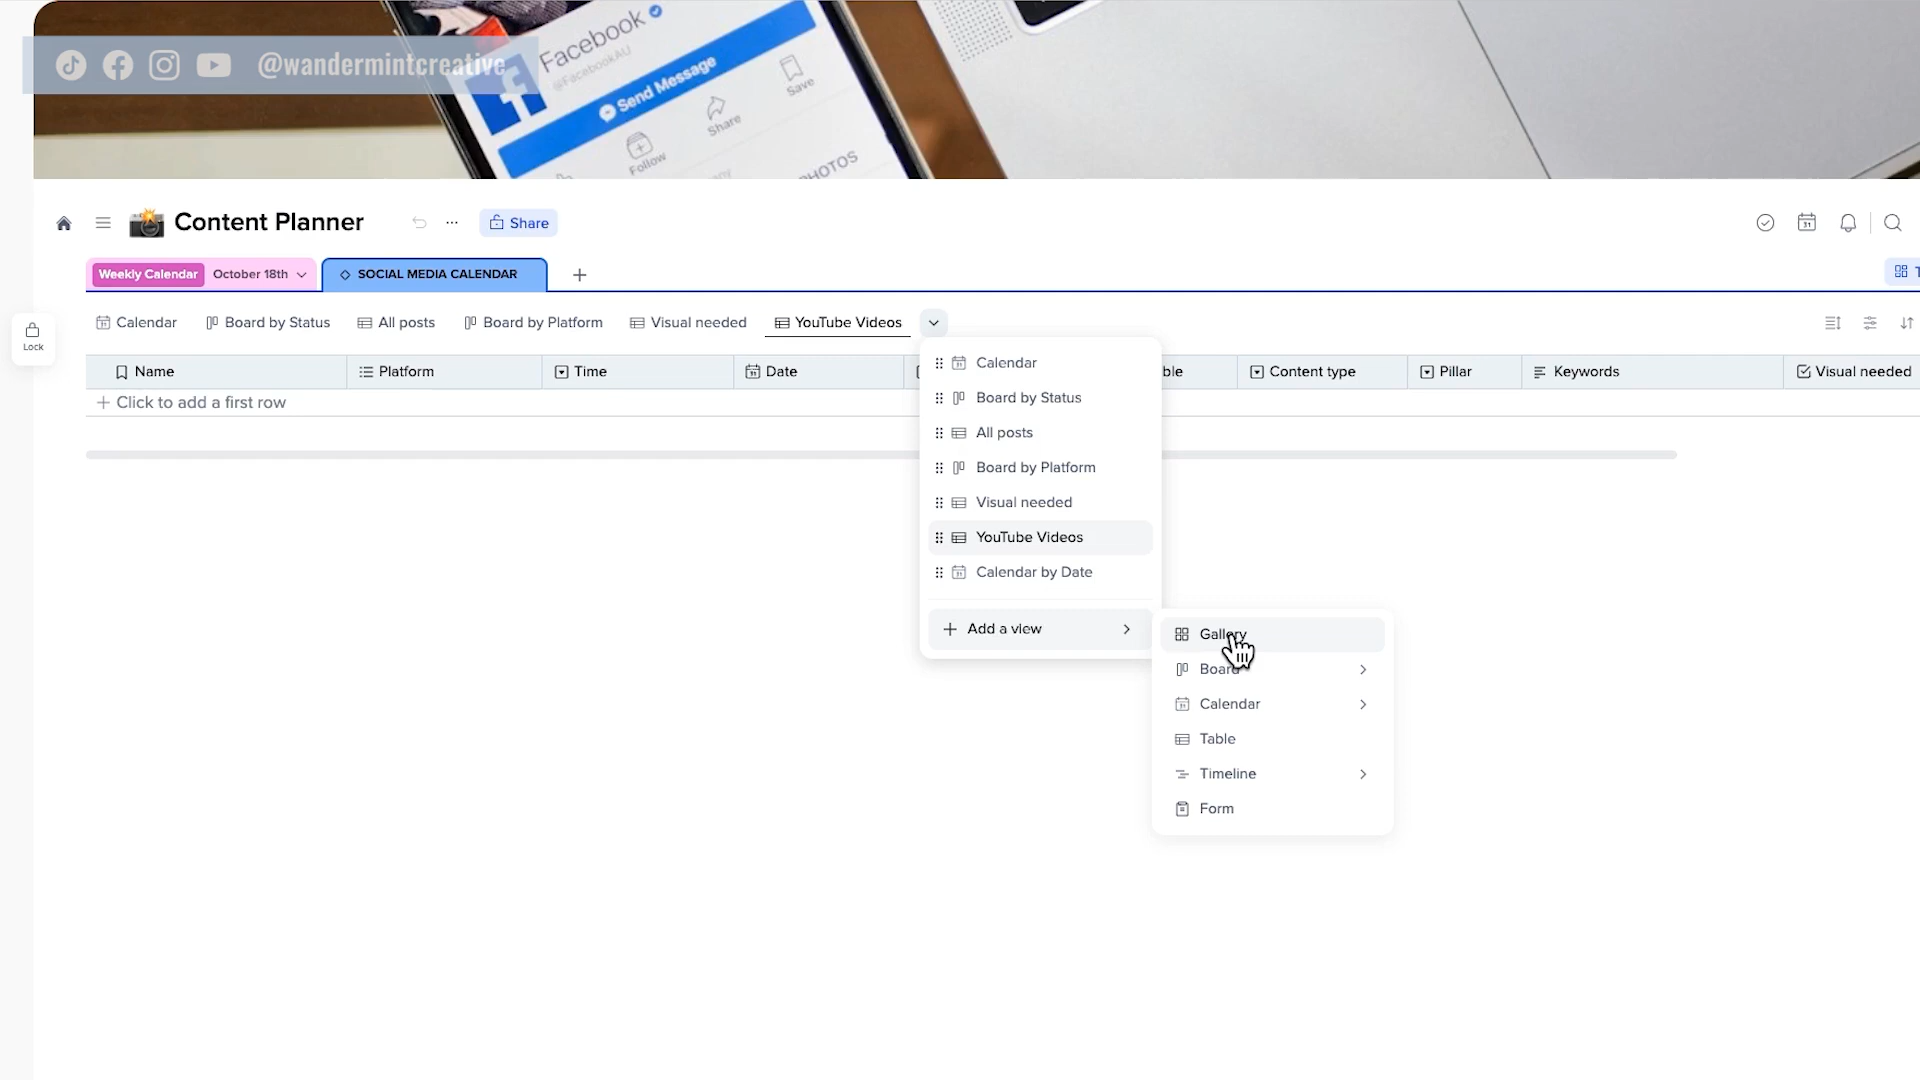 Facebook
@FacebookAU
Send Message
Save
Share
Follow
PHOTOS
@wandermintcreative
Content Planner
Share
Weekly Calendar October 18th
SOCIAL MEDIA CALENDAR
Lock
Calendar Board by Status All posts Board by Platform Visual needed YouTube Videos
Name Platform Time Date Content type Pillar Keywords Visual needed
Click to add a first row
Calendar
Board by Status
All posts
Board by Platform
Visual needed
YouTube Videos
Calendar by Date
Add a view
Gallery
Board
Calendar
Table
Timeline
Form